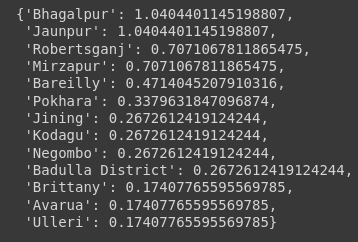 {'Bhagalpur': 1.0404401145198807,
'Jaunpur': 1.0404401145198807,
'Robertsganj': 0.7071067811865475,
'Mirzapur': 0.7071067811865475,
'Bareilly': 0.4714045207910316,
'Pokhara': 0.3379631847096874,
'Jining': 0.2672612419124244,
'Kodagu': 0.2672612419124244,
'Negombo': 0.2672612419124244,
'Badulla District': 0.2672612419124244,
'Brittany': 0.17407765595569785,
'Avarua': 0.17407765595569785,
'Ulleri': 0.17407765595569785}